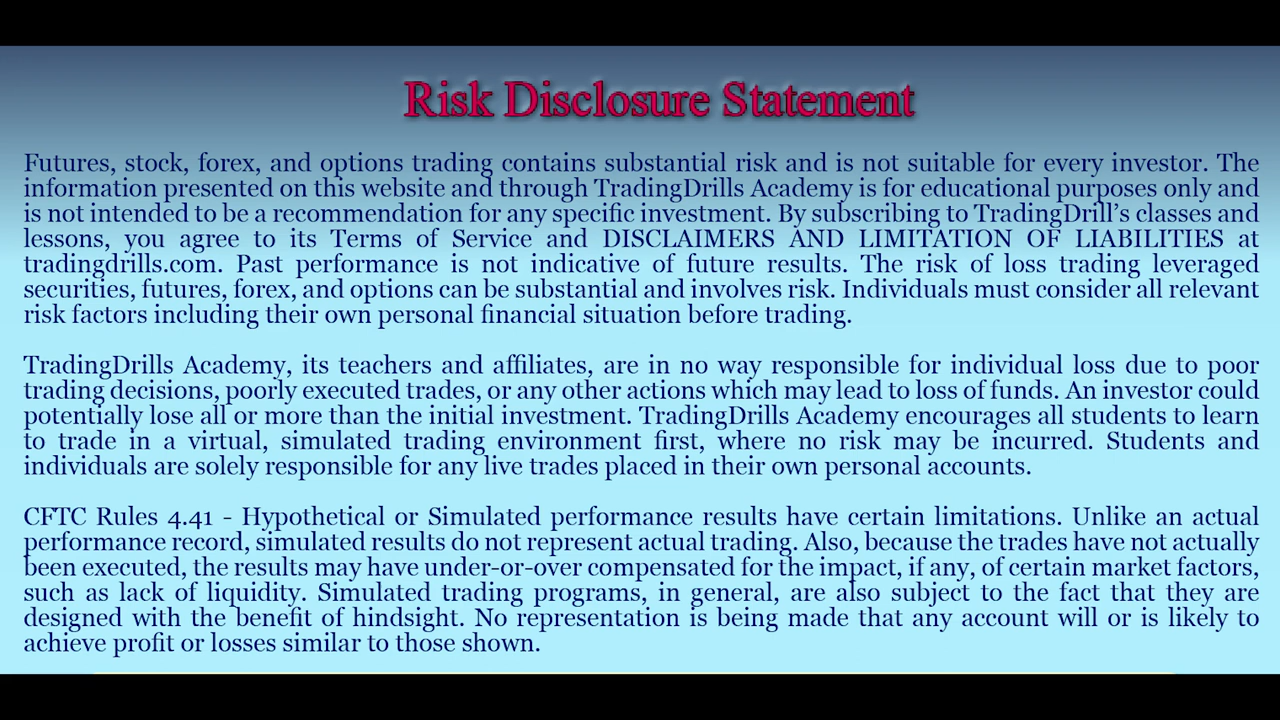 Risk Disclosure Statement
Futures, stock, forex, and options trading contains substantial risk and is not suitable for every investor. The
information presented on this website and through TradingDrills Academy is for educational purposes only and
is not intended to be a recommendation for any specific investment. By subscribing to TradingDrill’s classes and
lessons, you agree to its Terms of Service and DISCLAIMERS AND LIMITATION OF LIABILITIES at
tradingdrills.com. Past performance is not indicative of future results. The risk of loss trading leveraged
securities, futures, forex, and options can be substantial and involves risk. Individuals must consider all relevant
risk factors including their own personal financial situation before trading.
TradingDrills Academy, its teachers and affiliates, are in no way responsible for individual loss due to poor
trading decisions, poorly executed trades, or any other actions which may lead to loss of funds. An investor could
potentially lose all or more than the initial investment. TradingDrills Academy encourages all students to learn
to trade in a virtual, simulated trading environment first, where no risk may be incurred. Students and
individuals are solely responsible for any live trades placed in their own personal accounts.
CFTC Rules 4.41 - Hypothetical or Simulated performance results have certain limitations. Unlike an actual
performance record, simulated results do not represent actual trading. Also, because the trades have not actually
been executed, the results may have under-or-over compensated for the impact, if any, of certain market factors,
such as lack of liquidity. Simulated trading programs, in general, are also subject to the fact that they are
designed with the benefit of hindsight. No representation is being made that any account will or is likely to
achieve profit or losses similar to those shown.